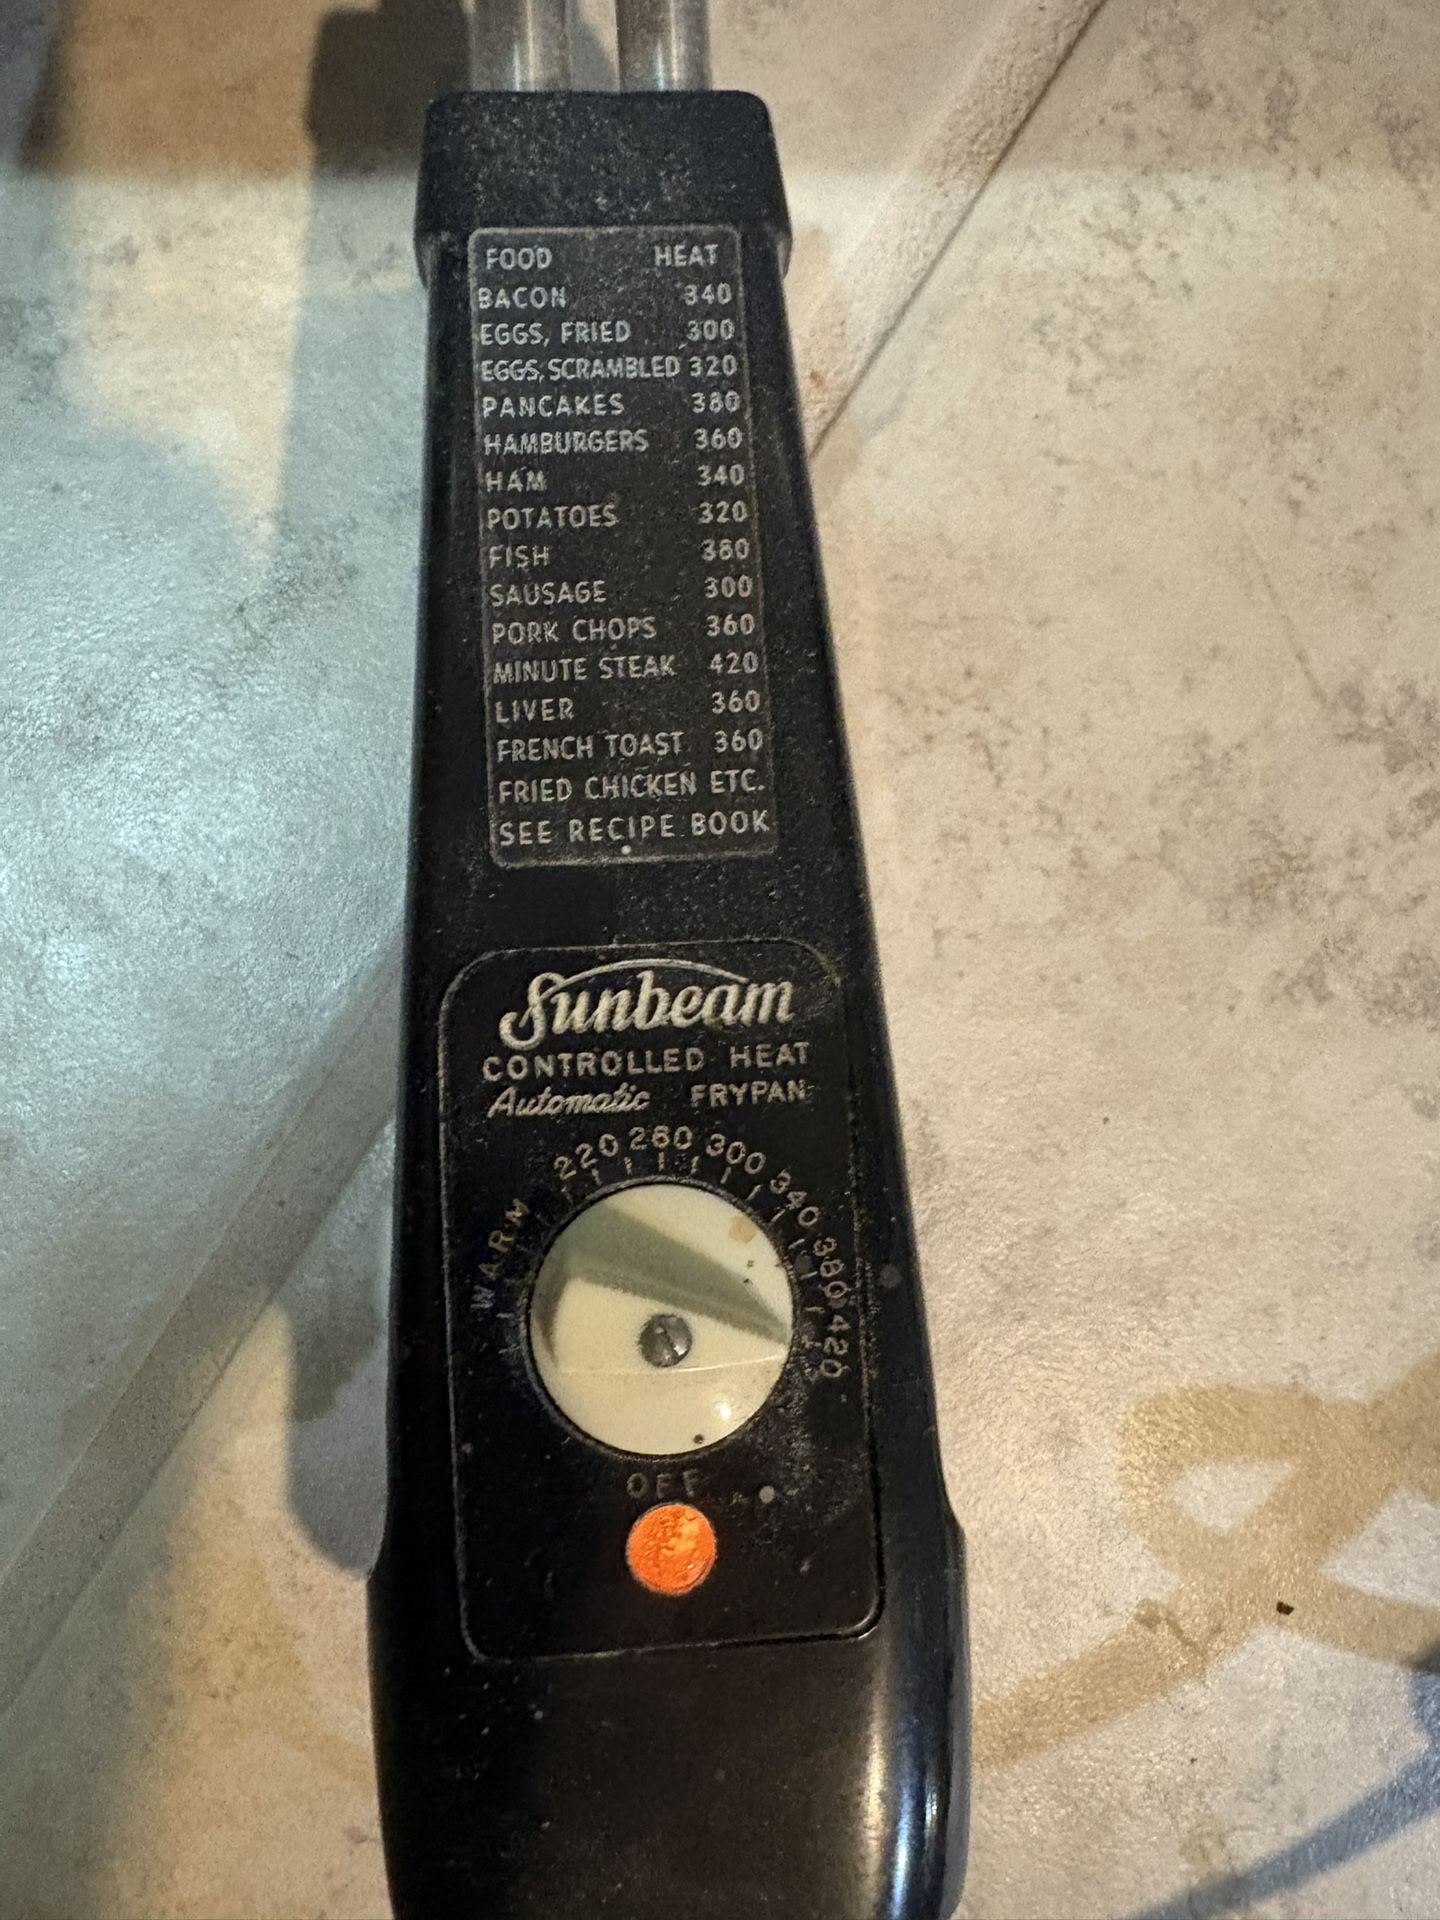 FOOD HEAT
BACON 340
EGGS, FRIED 300
EGGS, SCRAMBLED 320
PANCAKES 380
HAMBURGERS 360
HAM 340
POTATOES 320
FISH 380
SAUSAGE 300
PORK CHOPS 360
MINUTE STEAK 420
LIVER 360
FRENCH TOAST 360
FRIED CHICKEN ETC.
SEE RECIPE BOOK
Sunbeam
CONTROLLED HEAT
Automatic FRYPAN
WARM 220 260 300 340 380 420
OFF